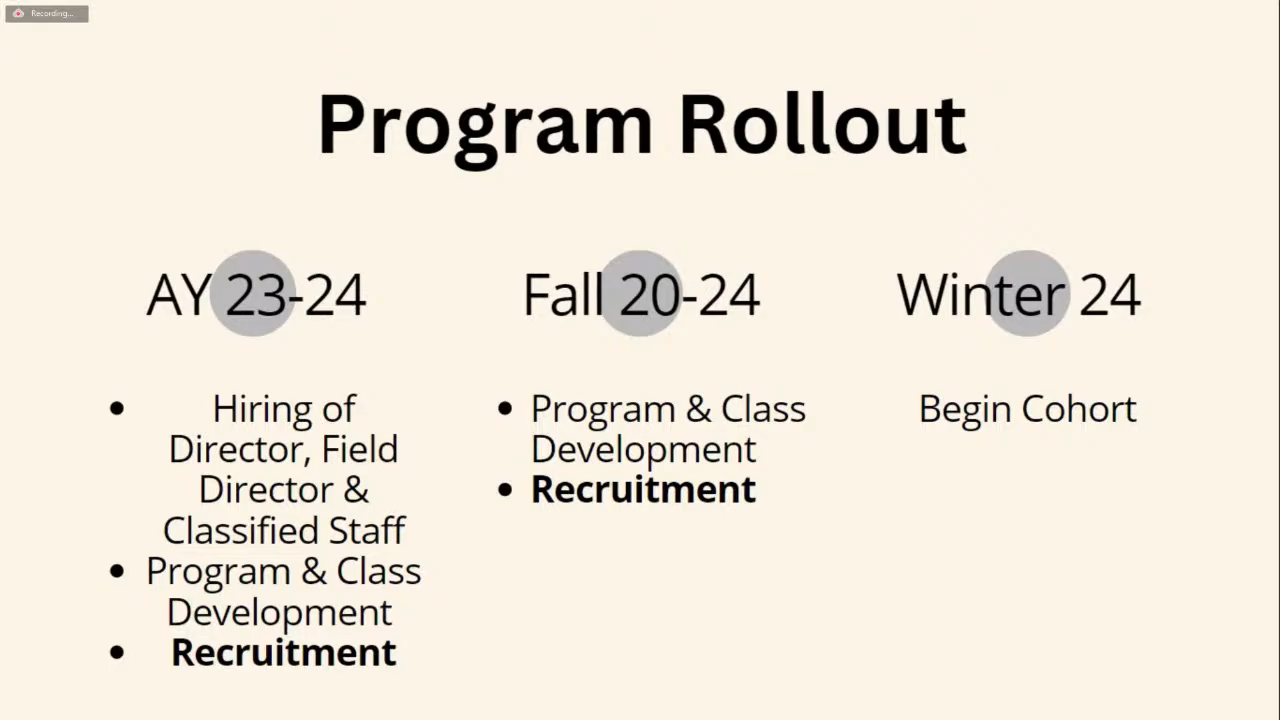 Recording...
Program Rollout
AY 23-24
Hiring of
Director, Field
Director &
Classified Staff
Program & Class
Development
Recruitment
Fall 20-24
Program & Class
Development
Recruitment
Winter 24
Begin Cohort